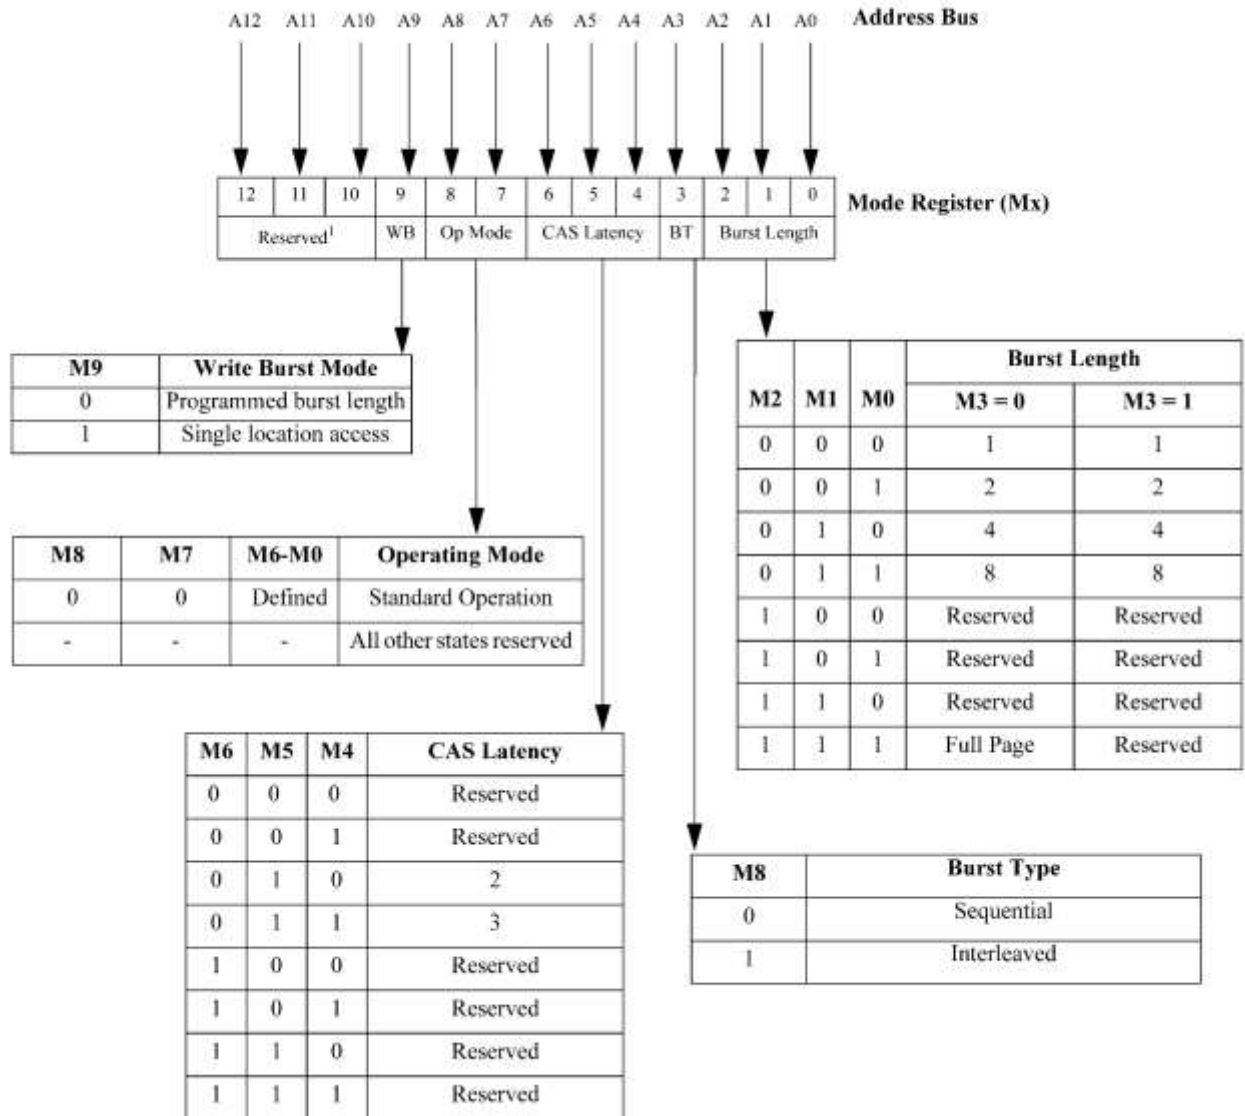 A12 A11 A10 A9 A8 A7 A6 A5 A4 A3 A2 A1 A0 Address Bus
12 11 10 9 8 7 6 5 4 3 2 1 0 Mode Register (Mx)
Reserved1 WB Op Mode CAS Latency BT Burst Length
M9 Write Burst Mode
0 Programmed burst length
1 Single location access
M8 M7 M6-M0 Operating Mode
0 0 Defined Standard Operation
- - - All other states reserved
M6 M5 M4 CAS Latency
0 0 0 Reserved
0 0 1 Reserved
0 1 0 2
0 1 1 3
1 0 0 Reserved
1 0 1 Reserved
1 1 0 Reserved
1 1 1 Reserved
Burst Length
M2 M1 M0 M3 = 0 M3 = 1
0 0 0 1 1
0 0 1 2 2
0 1 0 4 4
0 1 1 8 8
1 0 0 Reserved Reserved
1 0 1 Reserved Reserved
1 1 0 Reserved Reserved
1 1 1 Full Page Reserved
M8 Burst Type
0 Sequential
1 Interleaved